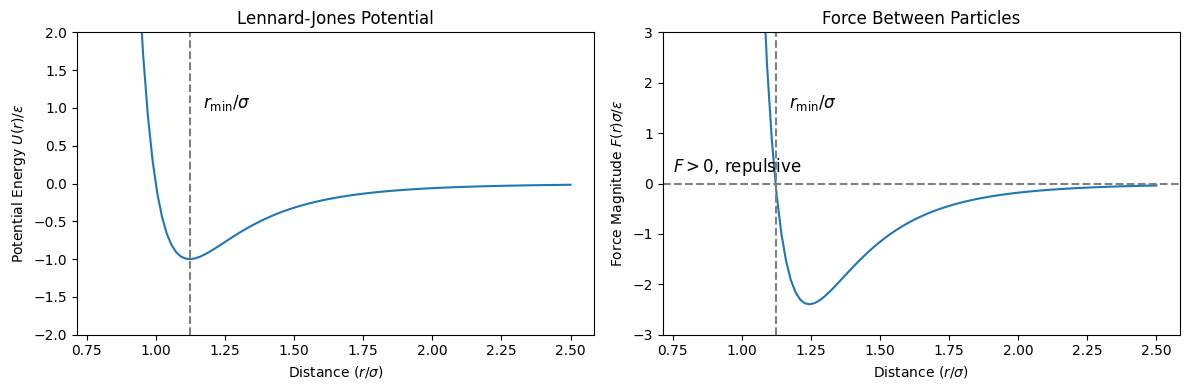 Lennard-Jones Potential
2.0
1.5
1.0
0.5
0.0
−0.5
−1.0
−1.5
−2.0
Potential Energy U(r)/ε
r_min/σ
0.75 1.00 1.25 1.50 1.75 2.00 2.25 2.50
Distance (r/σ)
Force Between Particles
3
2
1
0
−1
−2
−3
Force Magnitude F(r)σ/ε
r_min/σ
F > 0, repulsive
0.75 1.00 1.25 1.50 1.75 2.00 2.25 2.50
Distance (r/σ)